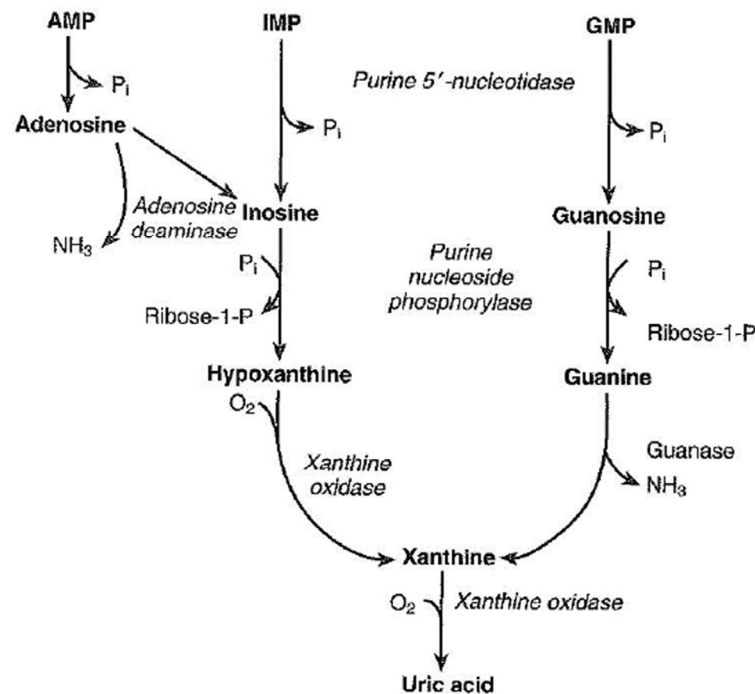 AMP IMP GMP
Purine 5′-nucleotidase
Pi
Pi Pi
Adenosine
Adenosine
deaminase
Inosine Guanosine
NH3
Pi Purine Pi
nucleoside
phosphorylase
Ribose-1-P Ribose-1-P
Hypoxanthine Guanine
O2
Guanase
Xanthine
oxidase
NH3
Xanthine
O2 Xanthine oxidase
Uric acid